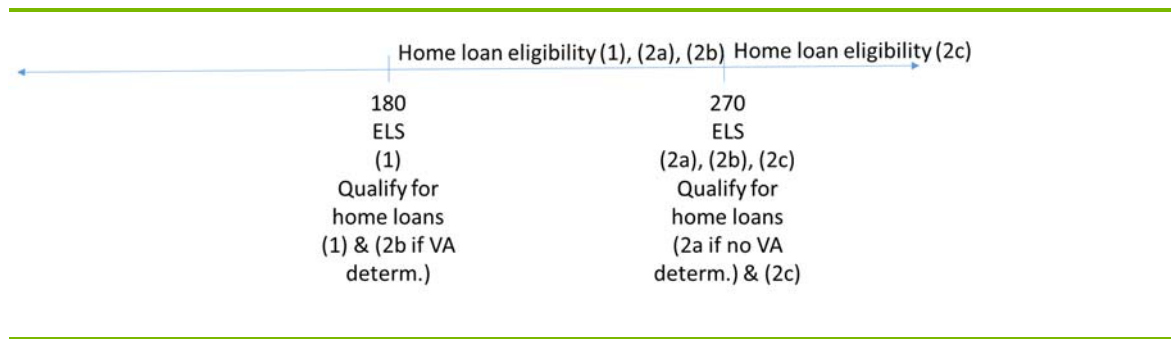 Home loan eligibility (1), (2a), (2b)
Home loan eligibility (2c)
180
ELS
(1)
Qualify for
home loans
(1) & (2b if VA
determ.)
270
ELS
(2a), (2b), (2c)
Qualify for
home loans
(2a if no VA
determ.) & (2c)